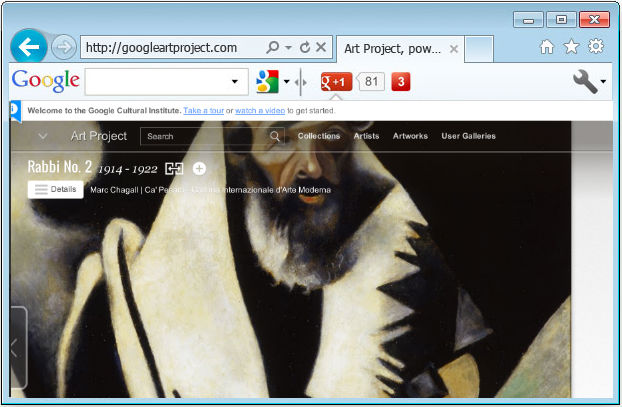 http://googleartproject.com
Art Project, pow...
Google
g+1 81 3
Welcome to the Google Cultural Institute. Take a tour or watch a video to get started.
Art Project Search Collections Artists Artworks User Galleries
Rabbi No. 2 1914 - 1922
Details Marc Chagall | Ca' Pesaro - Galleria Internazionale d'Arte Moderna